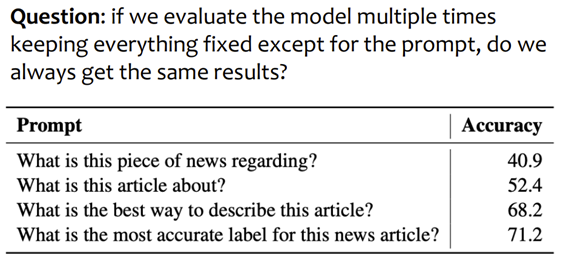 Question: if we evaluate the model multiple times
keeping everything fixed except for the prompt, do we
always get the same results?
Prompt Accuracy
What is this piece of news regarding? 40.9
What is this article about? 52.4
What is the best way to describe this article? 68.2
What is the most accurate label for this news article? 71.2